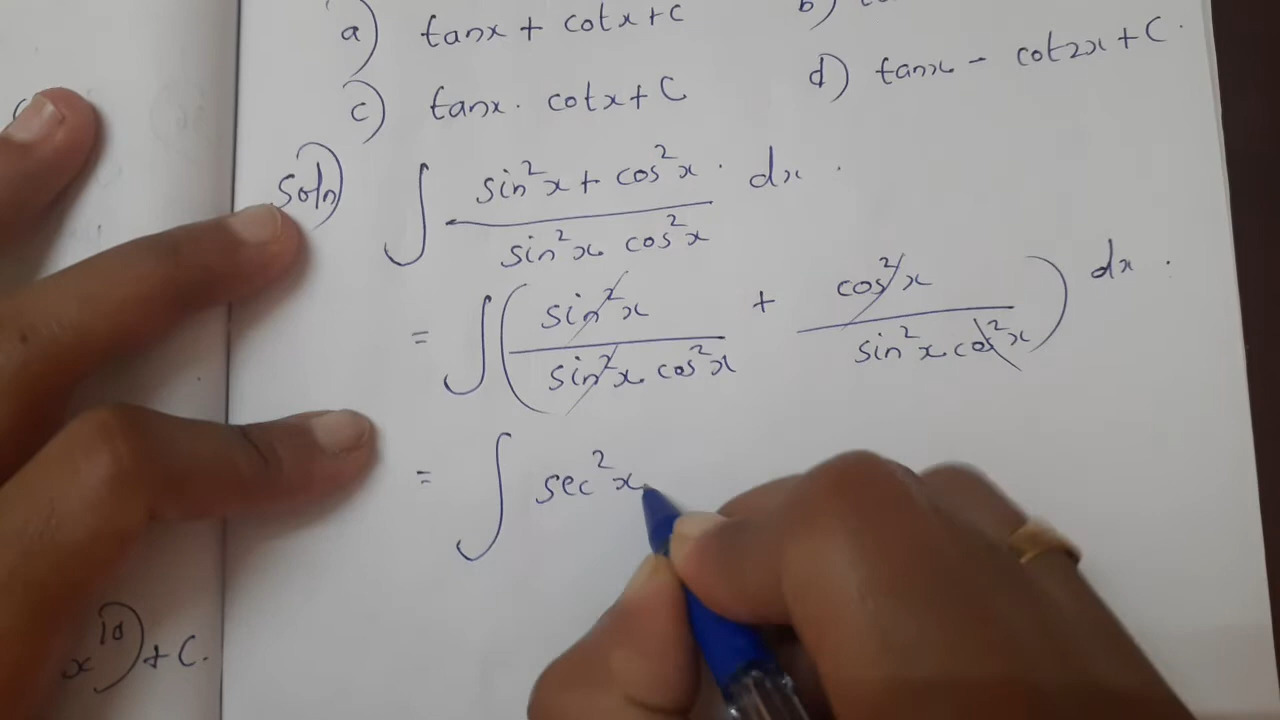 a) tanx + cotx + C b)
c) tanx . cotx + C d) tanx - cot2x + C .
Soln) ∫ sin²x + cos²x . / sin²x cos²x dx .
= ∫ ( sin²x / sin²x cos²x + cos²x / sin²x cos²x ) dx .
= ∫ sec²x
x¹⁰) + C.